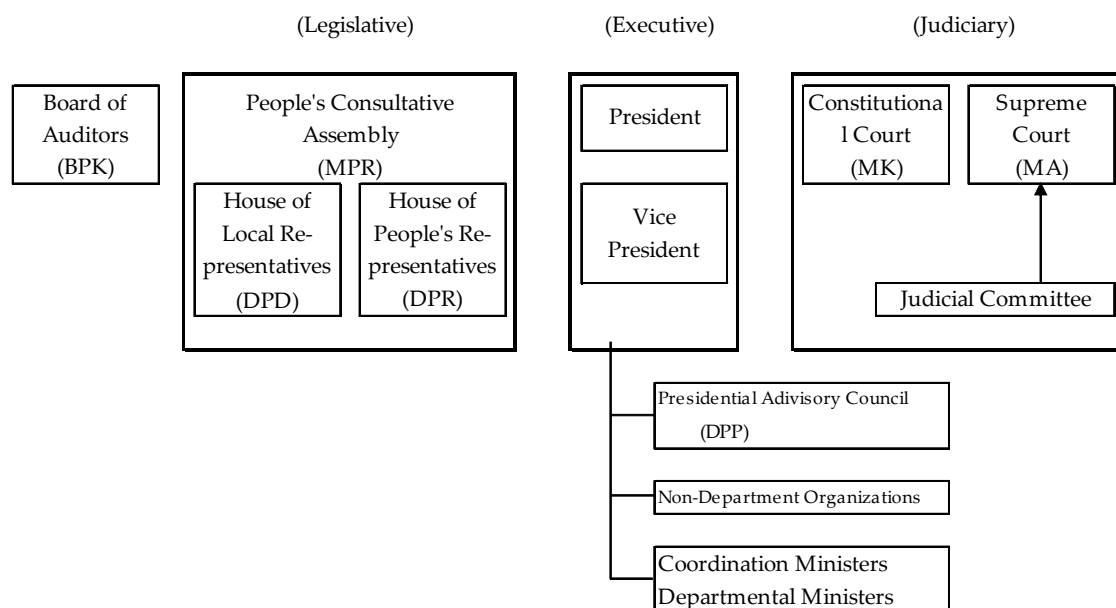 (Legislative)
(Executive)
(Judiciary)
Board of
Auditors
(BPK)
People's Consultative
Assembly
(MPR)
House of
Local Re-
presentatives
(DPD)
House of
People's Re-
presentatives
(DPR)
President
Vice
President
Constitutiona
l Court
(MK)
Supreme
Court
(MA)
Judicial Committee
Presidential Adivisory Council
(DPP)
Non-Department Organizations
Coordination Ministers
Departmental Ministers